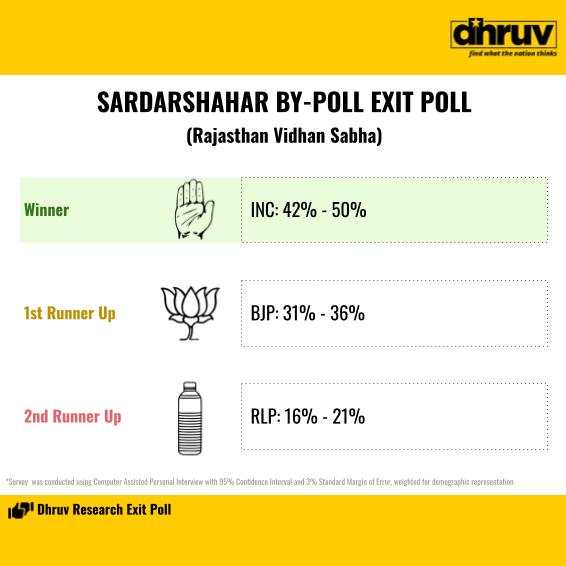 dhruv
find what the nation thinks
SARDARSHAHAR BY-POLL EXIT POLL
(Rajasthan Vidhan Sabha)
Winner
INC: 42% - 50%
1st Runner Up
BJP: 31% - 36%
2nd Runner Up
RLP: 16% - 21%
*Survey was conducted using Computer Assisted Personal Interview with 95% Confidence Interval and 3% Standard Margin of Error, weighted for demographic representation
Dhruv Research Exit Poll